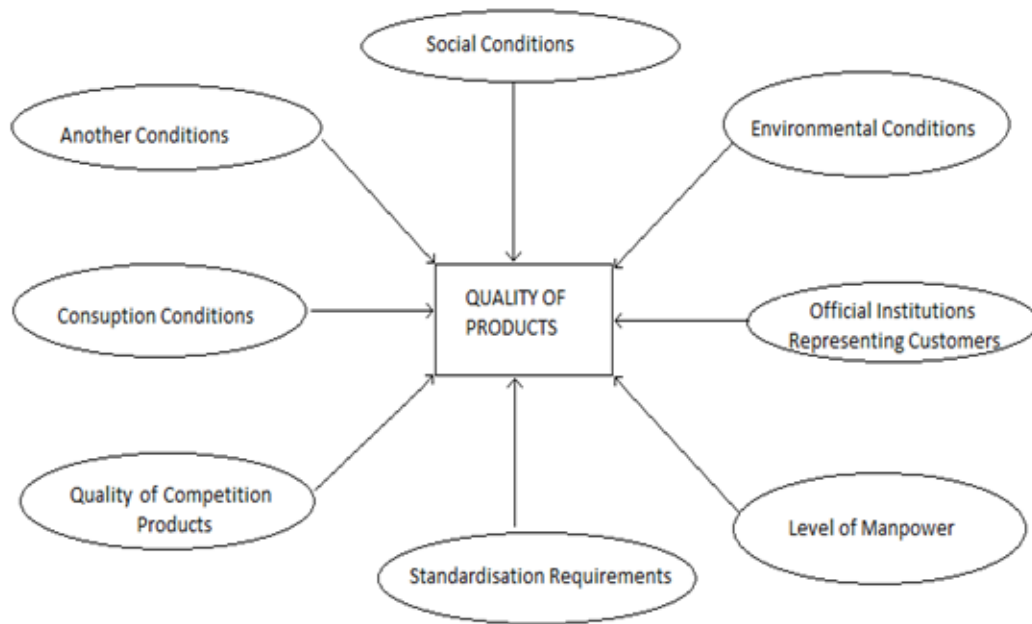 Social Conditions
Another Conditions
Environmental Conditions
QUALITY OF
PRODUCTS
Consuption Conditions
Official Institutions
Representing Customers
Quality of Competition
Products
Level of Manpower
Standardisation Requirements